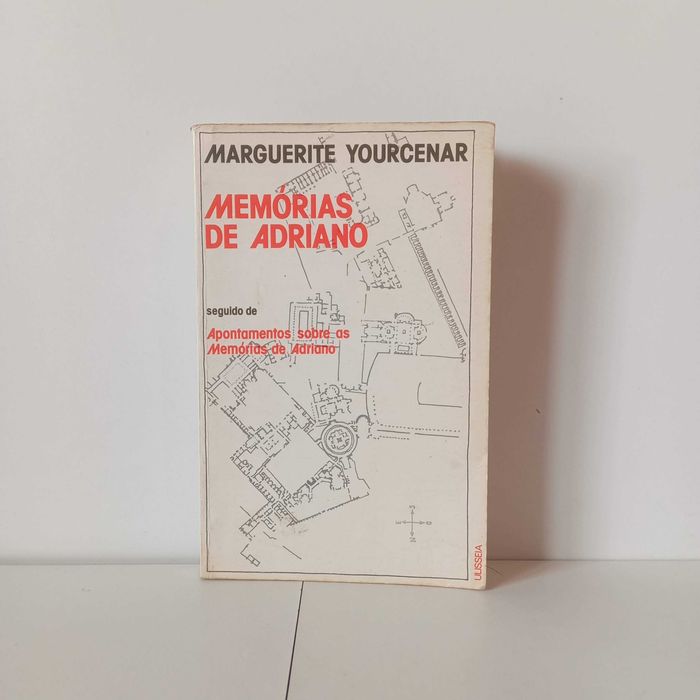 MARGUERITE YOURCENAR
MEMÓRIAS
DE ADRIANO
seguido de
Apontamentos sobre as
Memórias de Adriano
S
E O
N
ULISSEIA